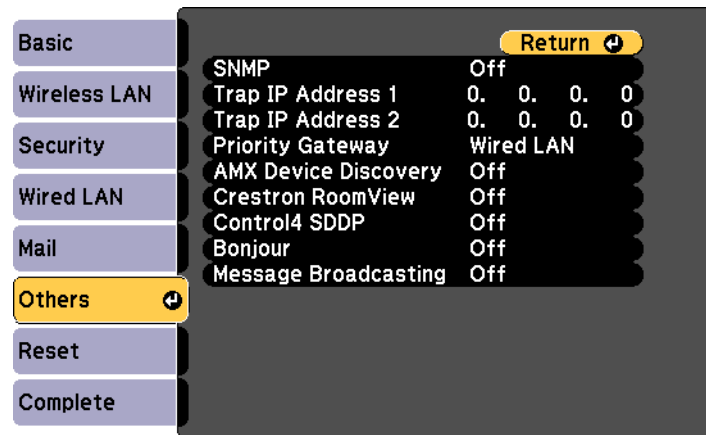 Basic
Wireless LAN
Security
Wired LAN
Mail
Others
Reset
Complete
Return
SNMP Off
Trap IP Address 1 0. 0. 0. 0
Trap IP Address 2 0. 0. 0. 0
Priority Gateway Wired LAN
AMX Device Discovery Off
Crestron RoomView Off
Control4 SDDP Off
Bonjour Off
Message Broadcasting Off